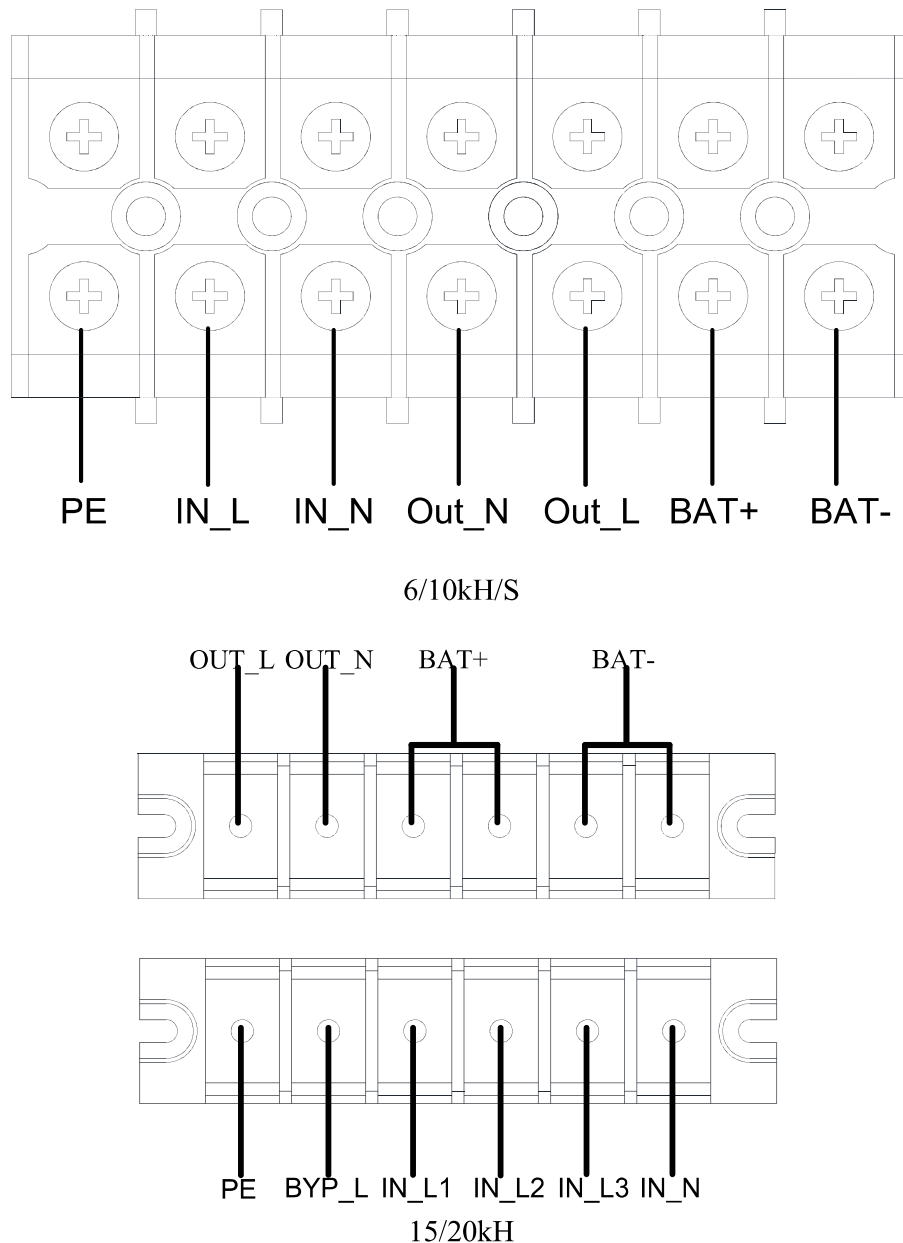 PE IN_L IN_N Out_N Out_L BAT+ BAT-
6/10kH/S
OUT_L OUT_N BAT+ BAT-
PE BYP_L IN_L1 IN_L2 IN_L3 IN_N
15/20kH